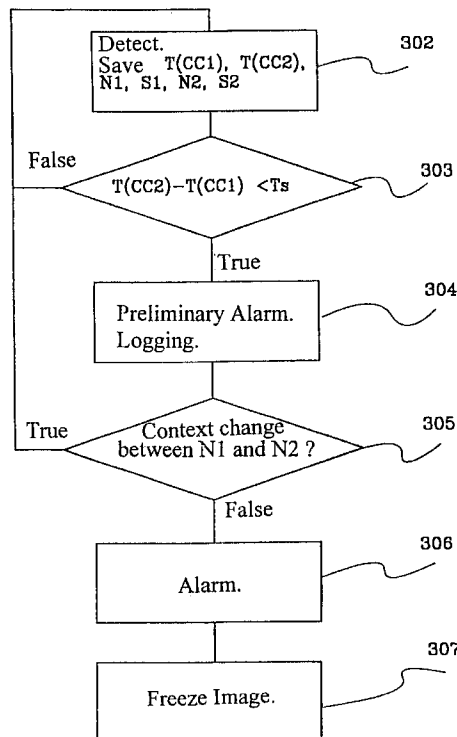 Detect.
Save T(CC1), T(CC2),
N1, S1, N2, S2
302
False
T(CC2)-T(CC1) <Ts
303
True
Preliminary Alarm.
Logging.
304
True
Context change
between N1 and N2 ?
305
False
Alarm.
306
Freeze Image.
307